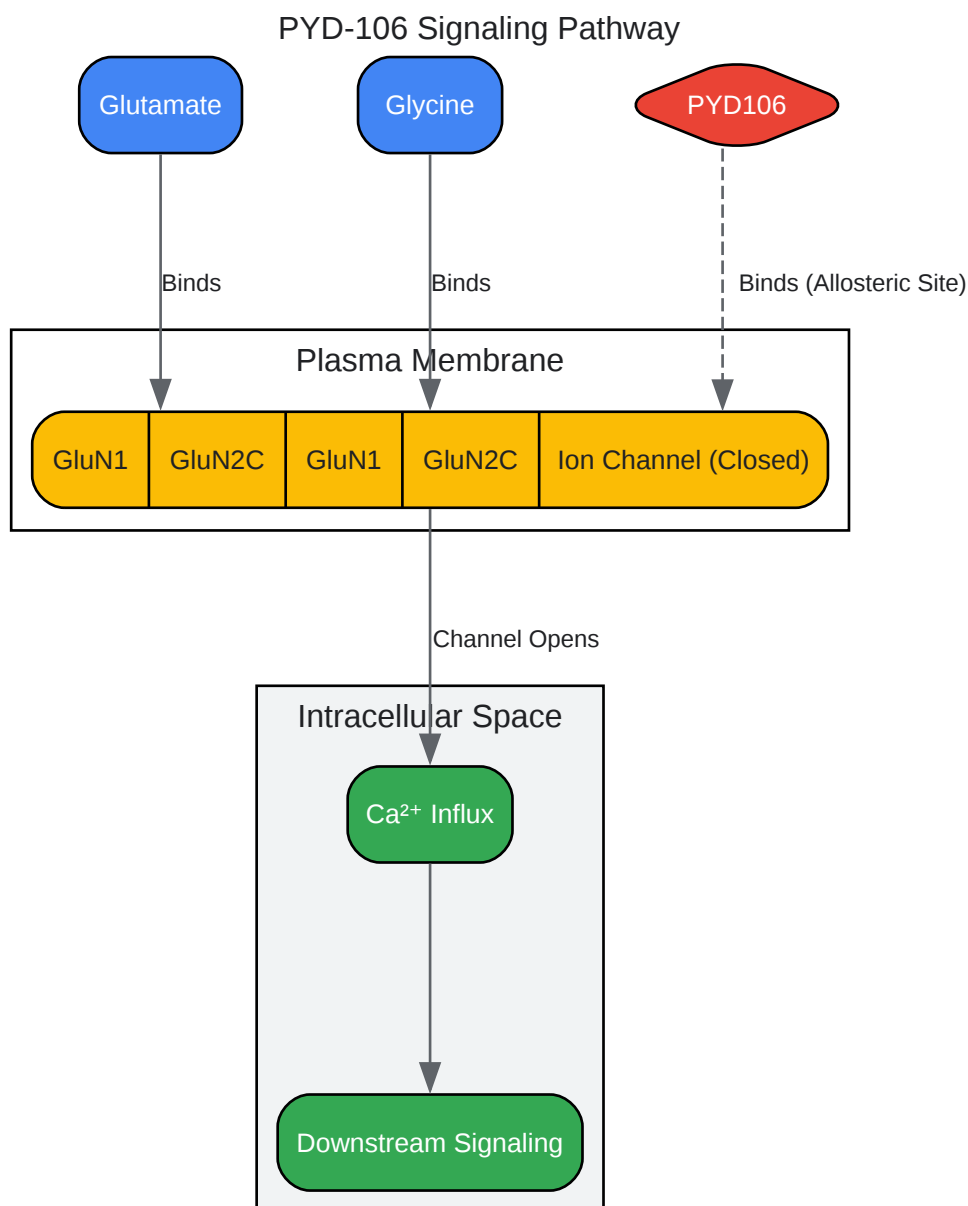 PYD-106 Signaling Pathway
Glutamate
Glycine
PYD106
Binds
Binds
Binds (Allosteric Site)
Plasma Membrane
GluN1
GluN2C
GluN1
GluN2C
Ion Channel (Closed)
Channel Opens
Intracellular Space
Ca²⁺ Influx
Downstream Signaling